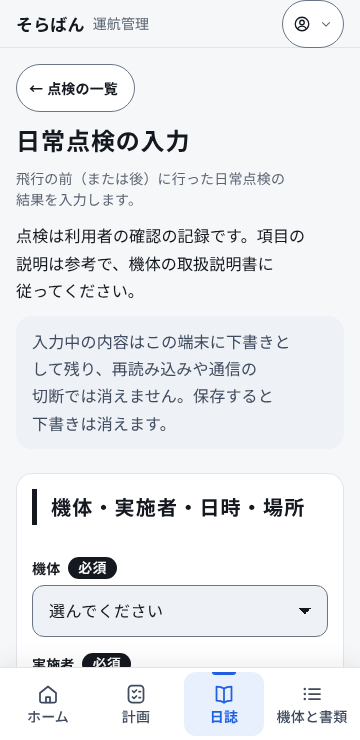 そらばん 運航管理
← 点検の一覧
日常点検の入力
飛行の前（または後）に行った日常点検の
結果を入力します。
点検は利用者の確認の記録です。項目の
説明は参考で、機体の取扱説明書に
従ってください。
入力中の内容はこの端末に下書きと
して残り、再読み込みや通信の
切断では消えません。保存すると
下書きは消えます。
機体・実施者・日時・場所
機体 必須
選んでください
実施者 必須
ホーム 計画 日誌 機体と書類